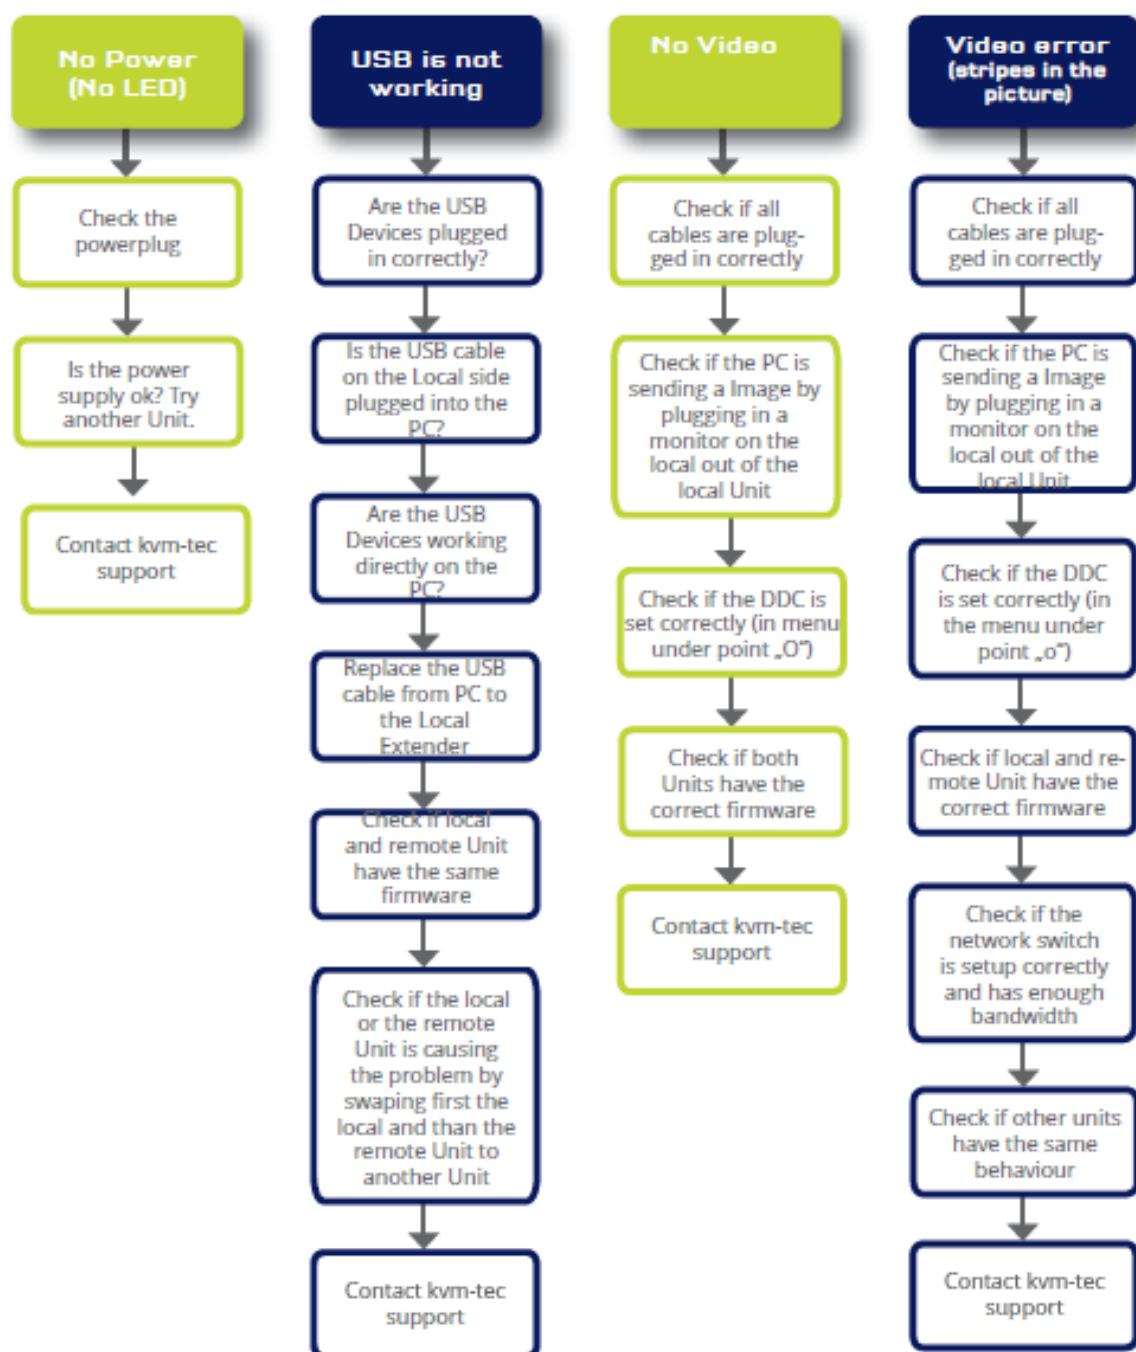 No Power
(No LED)
Check the
powerplug
Is the power
supply ok? Try
another Unit.
Contact kvm-tec
support
USB is not
working
Are the USB
Devices plugged
in correctly?
Is the USB cable
on the Local side
plugged into the
PC?
Are the USB
Devices working
directly on the
PC?
Replace the USB
cable from PC to
the Local
Extender
Check if local
and remote Unit
have the same
firmware
Check if the local
or the remote
Unit is causing
the problem by
swaping first the
local and than the
remote Unit to
another Unit
Contact kvm-tec
support
No Video
Check if all
cables are plug-
ged in correctly
Check if the PC is
sending a Image by
plugging in a
monitor on the
local out of the
local Unit
Check if the DDC is
set correctly (in menu
under point „O“)
Check if both
Units have the
correct firmware
Contact kvm-tec
support
Video error
(stripes in the
picture)
Check if all
cables are plug-
ged in correctly
Check if the PC is
sending a Image
by plugging in a
monitor on the
local out of the
local Unit
Check if the DDC
is set correctly (in
the menu under
point „o“)
Check if local and re-
mote Unit have the
correct firmware
Check if the
network switch
is setup correctly
and has enough
bandwidth
Check if other units
have the same
behaviour
Contact kvm-tec
support